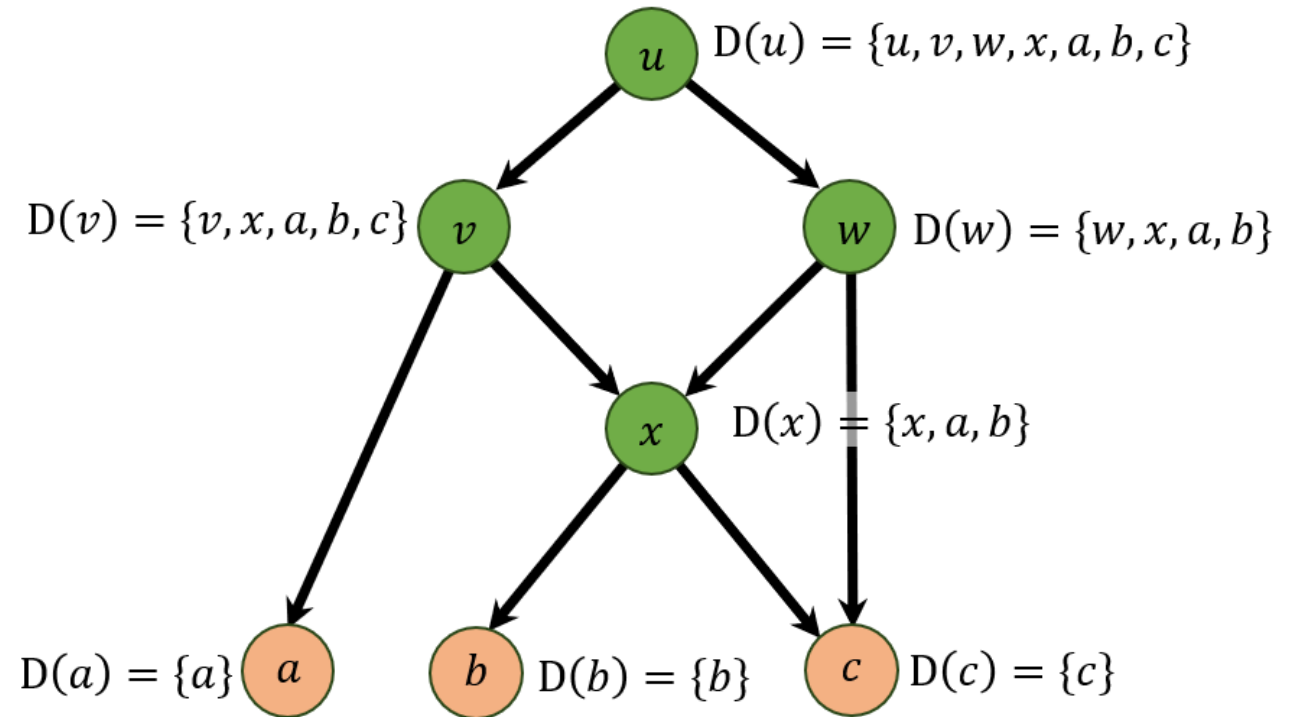 u D(u) = {u, v, w, x, a, b, c}
D(v) = {v, x, a, b, c} v w D(w) = {w, x, a, b}
x D(x) = {x, a, b}
D(a) = {a} a b D(b) = {b} c D(c) = {c}